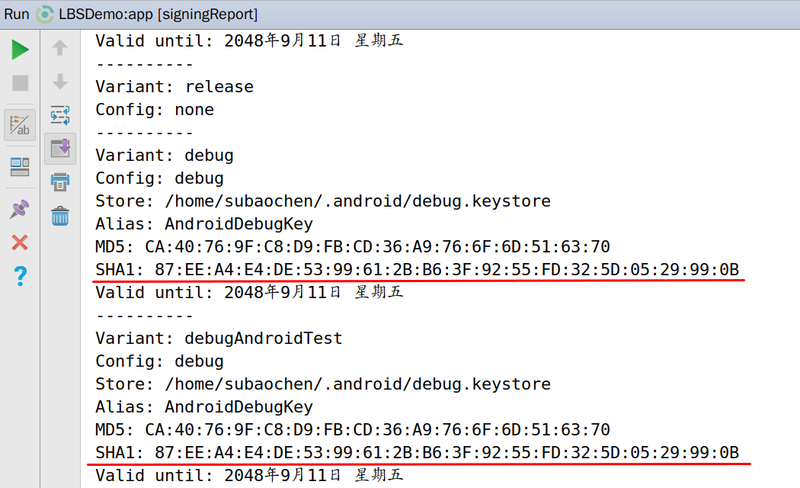 Run LBSDemo:app [signingReport]
Valid until: 2048年9月11日 星期五
----------
Variant: release
Config: none
----------
Variant: debug
Config: debug
Store: /home/subaochen/.android/debug.keystore
Alias: AndroidDebugKey
MD5: CA:40:76:9F:C8:D9:FB:CD:36:A9:76:6F:6D:51:63:70
SHA1: 87:EE:A4:E4:DE:53:99:61:2B:B6:3F:92:55:FD:32:5D:05:29:99:0B
Valid until: 2048年9月11日 星期五
----------
Variant: debugAndroidTest
Config: debug
Store: /home/subaochen/.android/debug.keystore
Alias: AndroidDebugKey
MD5: CA:40:76:9F:C8:D9:FB:CD:36:A9:76:6F:6D:51:63:70
SHA1: 87:EE:A4:E4:DE:53:99:61:2B:B6:3F:92:55:FD:32:5D:05:29:99:0B
Valid until: 2048年9月11日 星期五